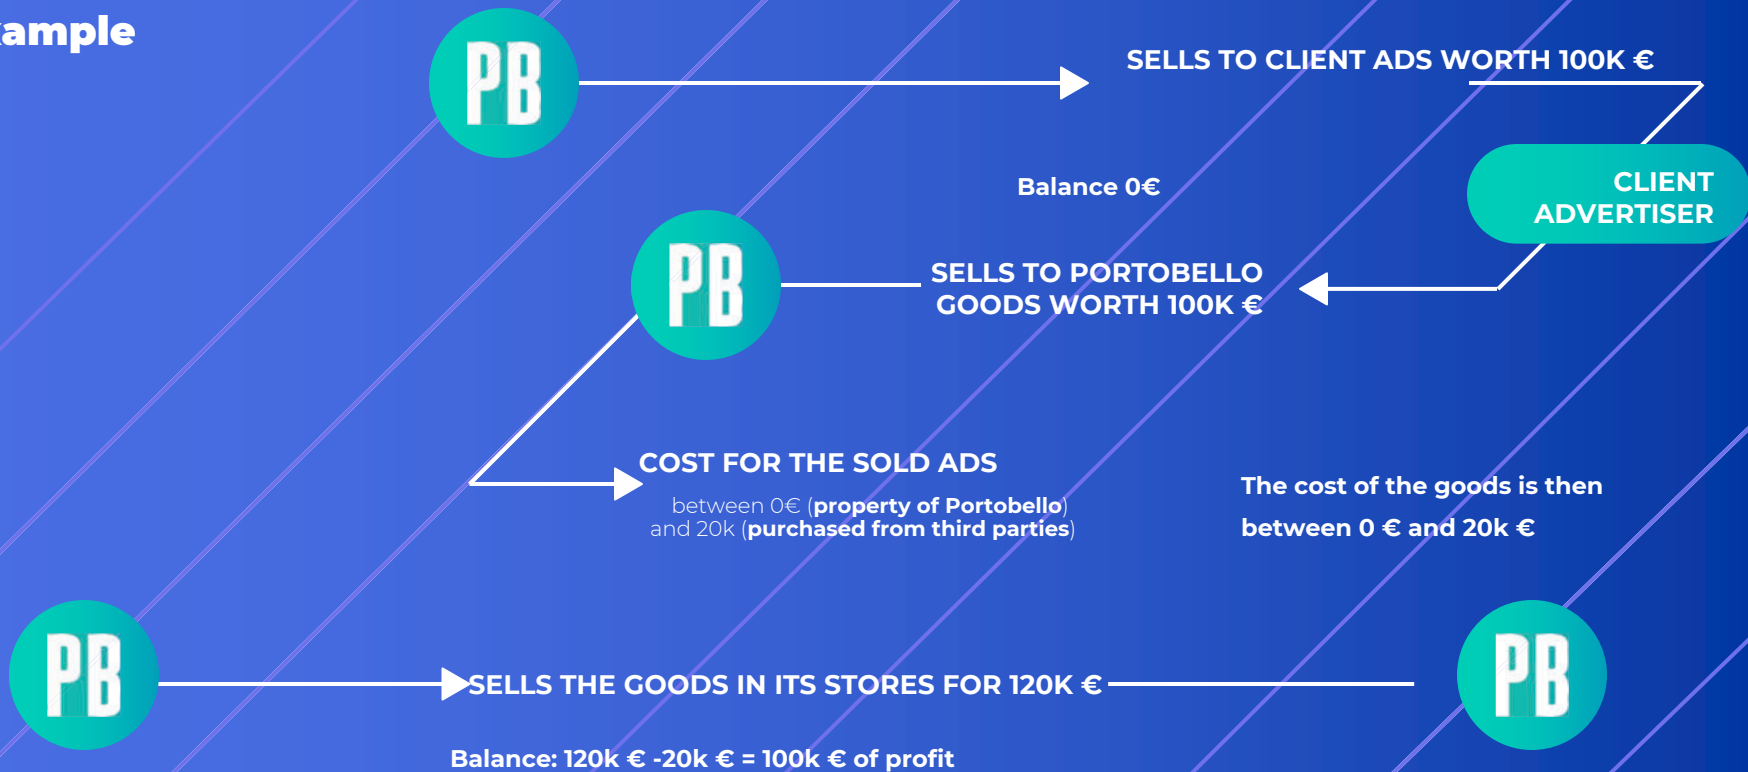 ample
PB
SELLS TO CLIENT ADS WORTH 100K €
CLIENT
ADVERTISER
Balance 0€
PB
SELLS TO PORTOBELLO
GOODS WORTH 100K €
COST FOR THE SOLD ADS
between 0€ (property of Portobello)
and 20k (purchased from third parties)
The cost of the goods is then
between 0 € and 20k €
PB
SELLS THE GOODS IN ITS STORES FOR 120K €
PB
Balance: 120k € -20k € = 100k € of profit